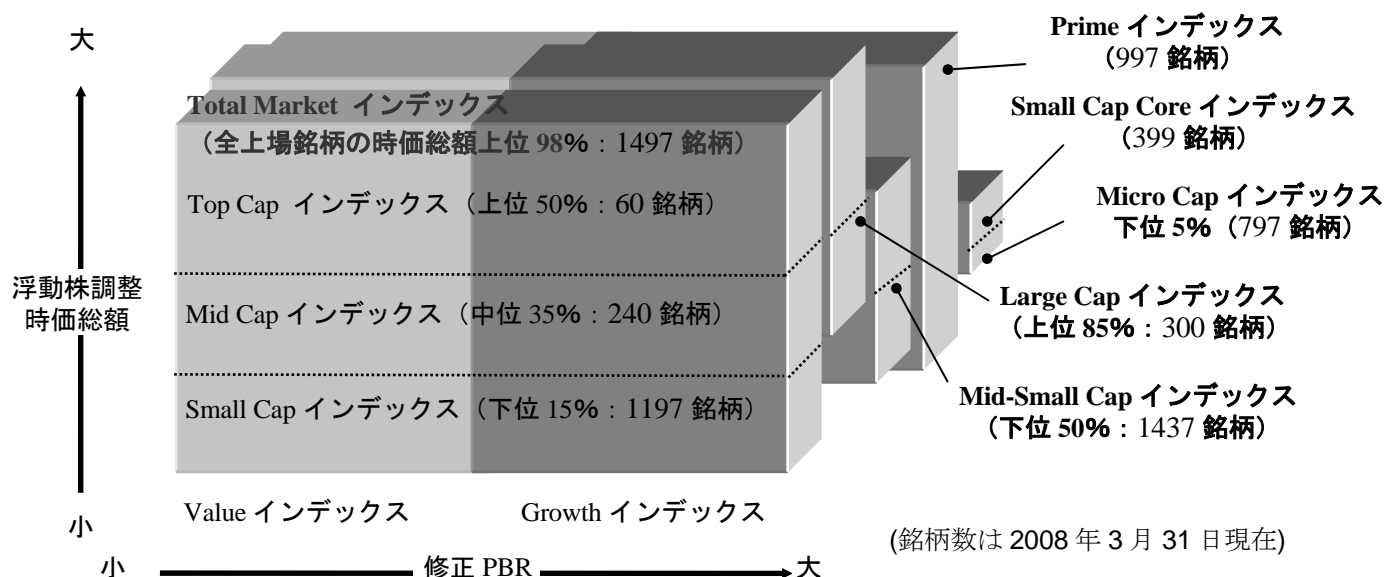 大
浮動株調整
時価総額
小
Total Market インデックス
（全上場銘柄の時価総額上位 98%：1497 銘柄）
Top Cap インデックス（上位 50%：60 銘柄）
Mid Cap インデックス（中位 35%：240 銘柄）
Small Cap インデックス（下位 15%：1197 銘柄）
Prime インデックス
（997 銘柄）
Small Cap Core インデックス
（399 銘柄）
Micro Cap インデックス
下位 5%（797 銘柄）
Large Cap インデックス
（上位 85%：300 銘柄）
Mid-Small Cap インデックス
（下位 50%：1437 銘柄）
Value インデックス
Growth インデックス
(銘柄数は 2008 年 3 月 31 日現在)
小 修正 PBR 大